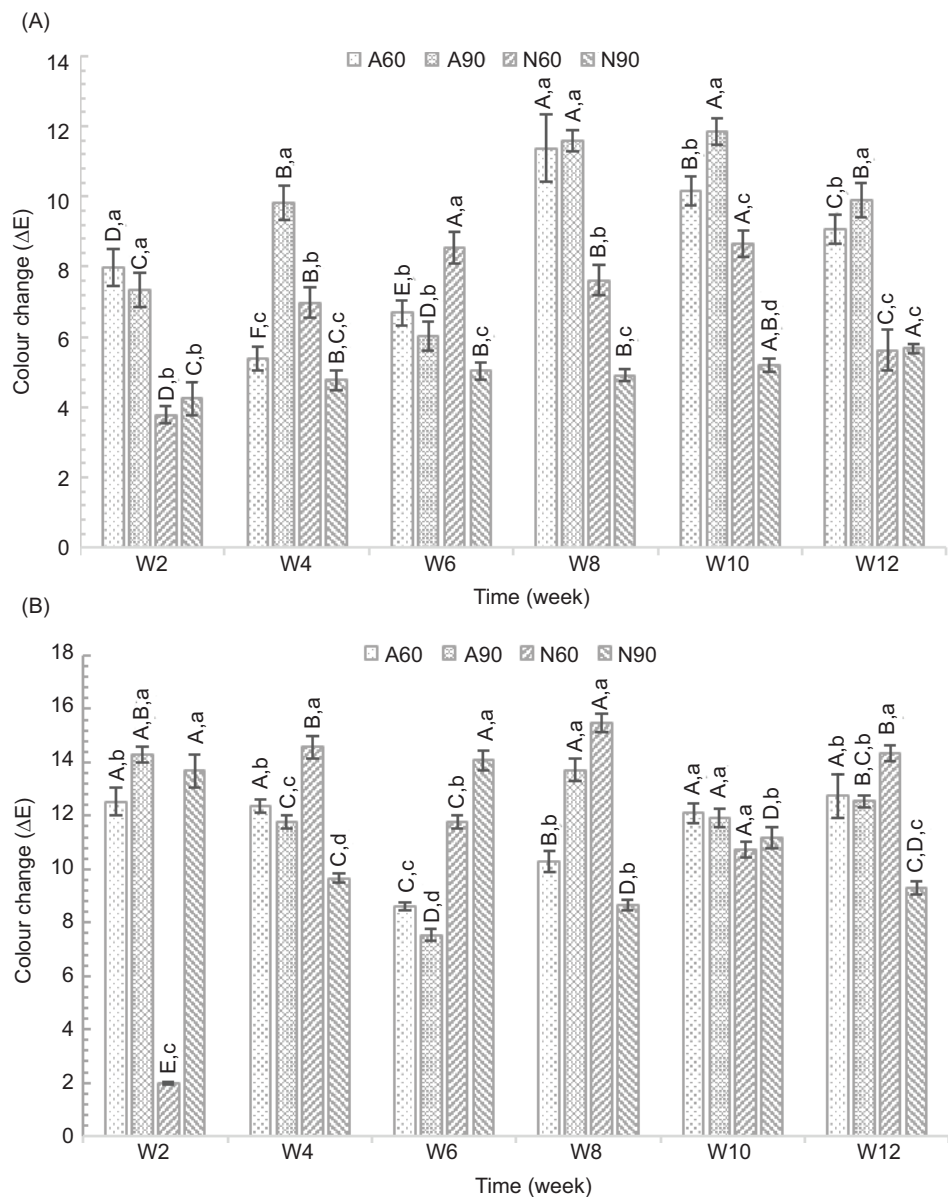 (A)
A60 A90 N60 N90
Colour change (ΔE)
14
12
10
8
6
4
2
0
D,a C,a D,b C,b
F,c B,a B,b B,C,c
E,b D,b A,a B,c
A,a A,a B,b B,c
B,b A,a A,c A,B,d
C,b B,a C,c A,c
W2 W4 W6 W8 W10 W12
Time (week)
(B)
A60 A90 N60 N90
Colour change (ΔE)
18
16
14
12
10
8
6
4
2
0
A,b A,B,a E,c A,a
A,b C,c B,a C,d
C,c D,d C,b A,a
B,b A,a A,a D,b
A,a A,a A,a D,b
A,b B,C,b B,a C,D,c
W2 W4 W6 W8 W10 W12
Time (week)